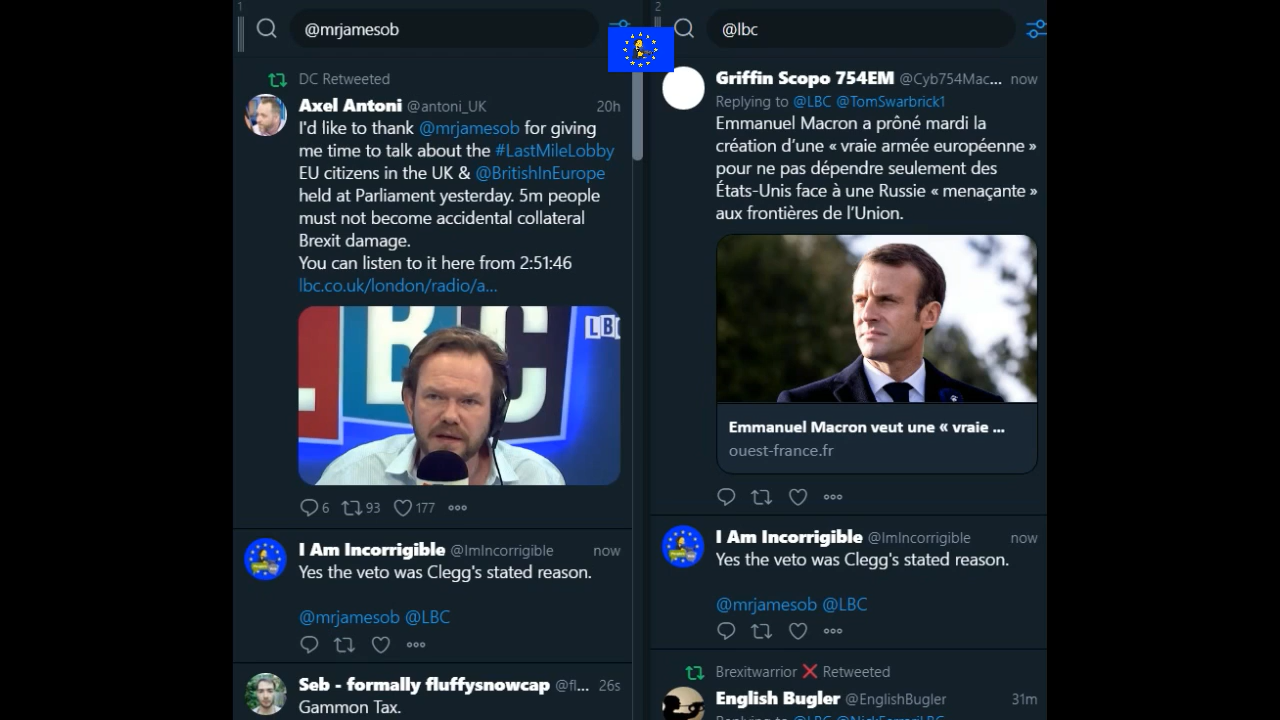 1
@mrjamesob
DC Retweeted
Axel Antoni @antoni_UK 20h
I'd like to thank @mrjamesob for giving
me time to talk about the #LastMileLobby
EU citizens in the UK & @BritishInEurope
held at Parliament yesterday. 5m people
must not become accidental collateral
Brexit damage.
You can listen to it here from 2:51:46
lbc.co.uk/london/radio/a...
LBC
LBC
6 93 177
I Am Incorrigible @ImIncorrigible now
Yes the veto was Clegg's stated reason.
@mrjamesob @LBC
Seb - formally fluffysnowcap @fl... 26s
Gammon Tax.
2
@lbc
Griffin Scopo 754EM @Cyb754Mac... now
Replying to @LBC @TomSwarbrick1
Emmanuel Macron a prôné mardi la
création d'une « vraie armée européenne »
pour ne pas dépendre seulement des
États-Unis face à une Russie « menaçante »
aux frontières de l'Union.
Emmanuel Macron veut une « vraie ...
ouest-france.fr
I Am Incorrigible @ImIncorrigible now
Yes the veto was Clegg's stated reason.
@mrjamesob @LBC
Brexitwarrior ❌ Retweeted
English Bugler @EnglishBugler 31m
Replying to @LBC @NickFerrariLBC